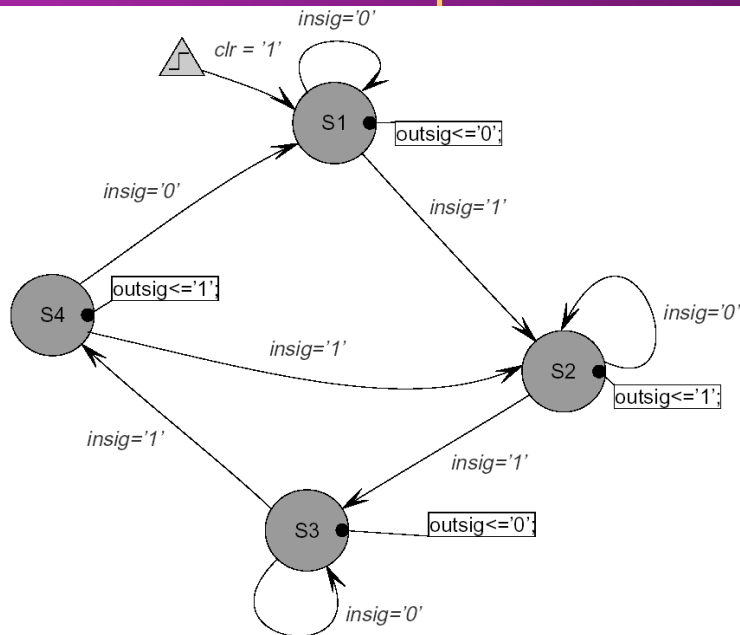 insig='0'
clr = '1'
S1
outsig<='0';
insig='0'
insig='1'
outsig<='1';
S4
insig='0'
insig='1'
S2
outsig<='1';
insig='1'
insig='1'
S3
outsig<='0';
insig='0'